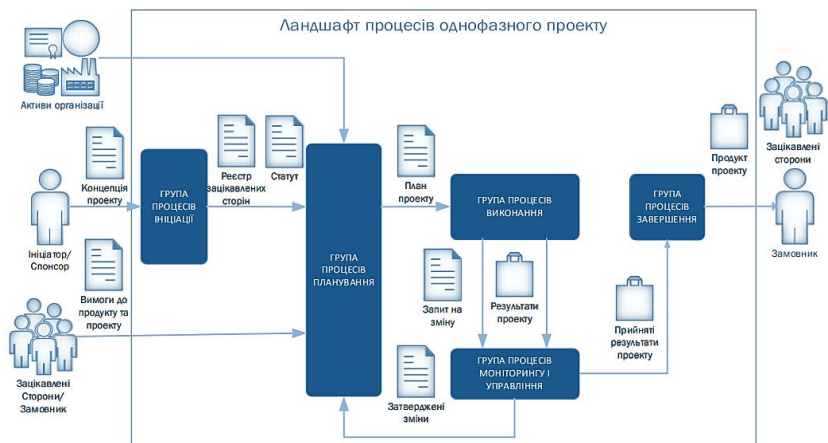 Ландшафт процесів однофазного проекту
Активи організації
Концепція
проекту
Ініціатор/
Спонсор
Вимоги до
продукту та
проекту
Зацікавлені
Сторони/
Замовник
ГРУПА
ПРОЦЕСІВ
ІНІЦІАЦІЇ
Реєстр
зацікавлених
сторін
Статут
ГРУПА
ПРОЦЕСІВ
ПЛАНУВАННЯ
План
проекту
ГРУПА ПРОЦЕСІВ
ВИКОНАННЯ
Запит на
зміну
Результати
проекту
ГРУПА ПРОЦЕСІВ
МОНІТОРИНГУ І
УПРАВЛІННЯ
Затверджені
зміни
Прийняті
результати
проекту
ГРУПА
ПРОЦЕСІВ
ЗАВЕРШЕННЯ
Продукт
проекту
Зацікавлені
сторони
Замовник